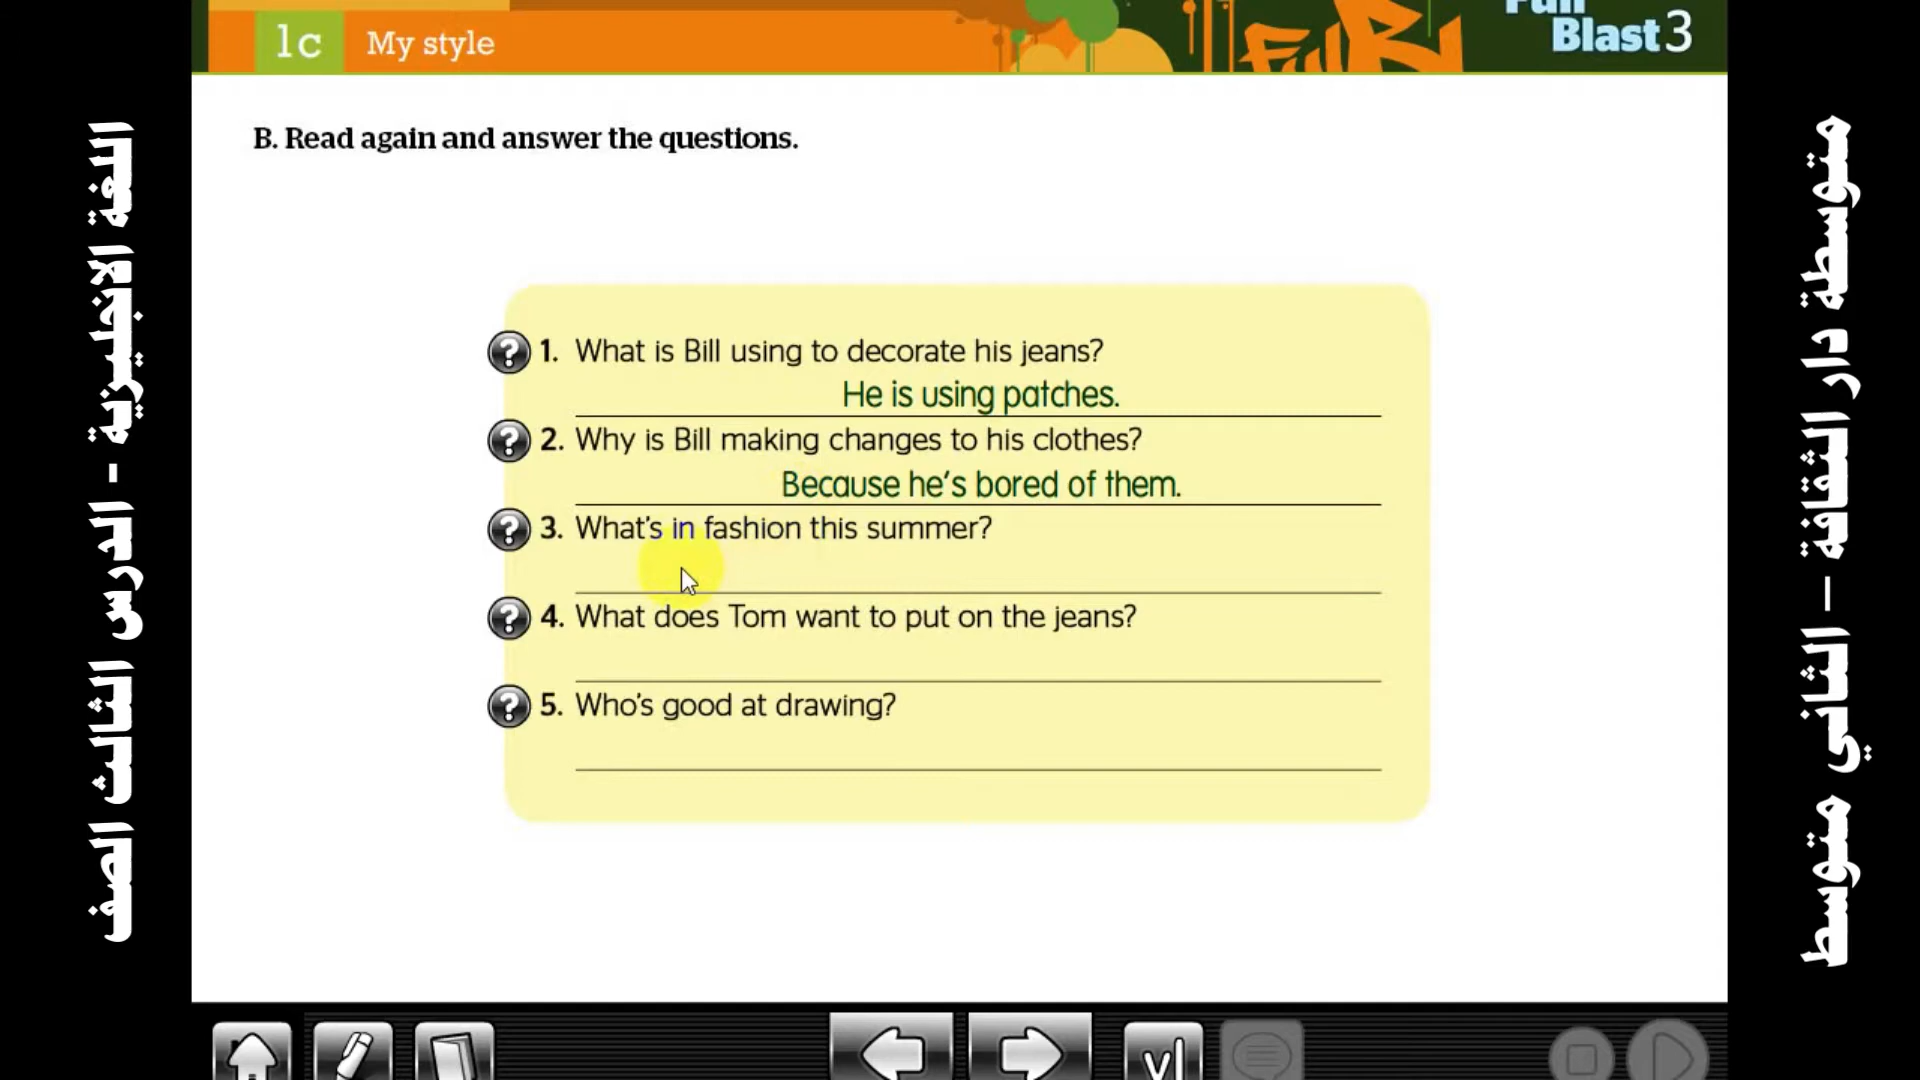 1c My style
Full
Blast 3
B. Read again and answer the questions.
1. What is Bill using to decorate his jeans?
He is using patches.
2. Why is Bill making changes to his clothes?
Because he's bored of them.
3. What's in fashion this summer?
4. What does Tom want to put on the jeans?
5. Who's good at drawing?
اللغة الانجليزية - الدرس الثالث الصف
متوسطة دار الثقافة – الثاني متوسط